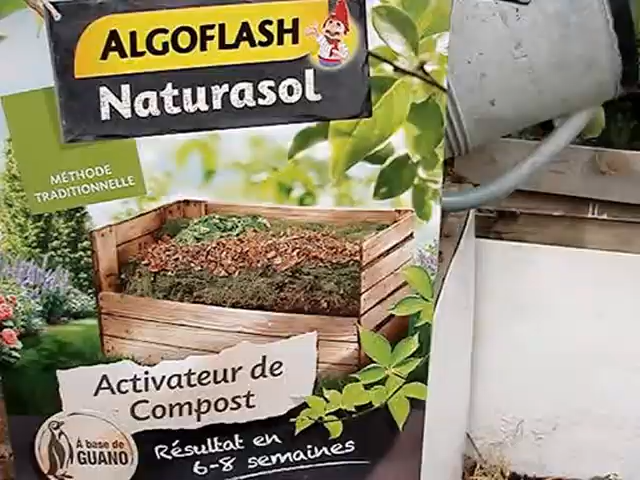 ALGOFLASH
Naturasol
MÉTHODE
TRADITIONNELLE
Activateur de
Compost
À base de
GUANO
Résultat en
6-8 semaines